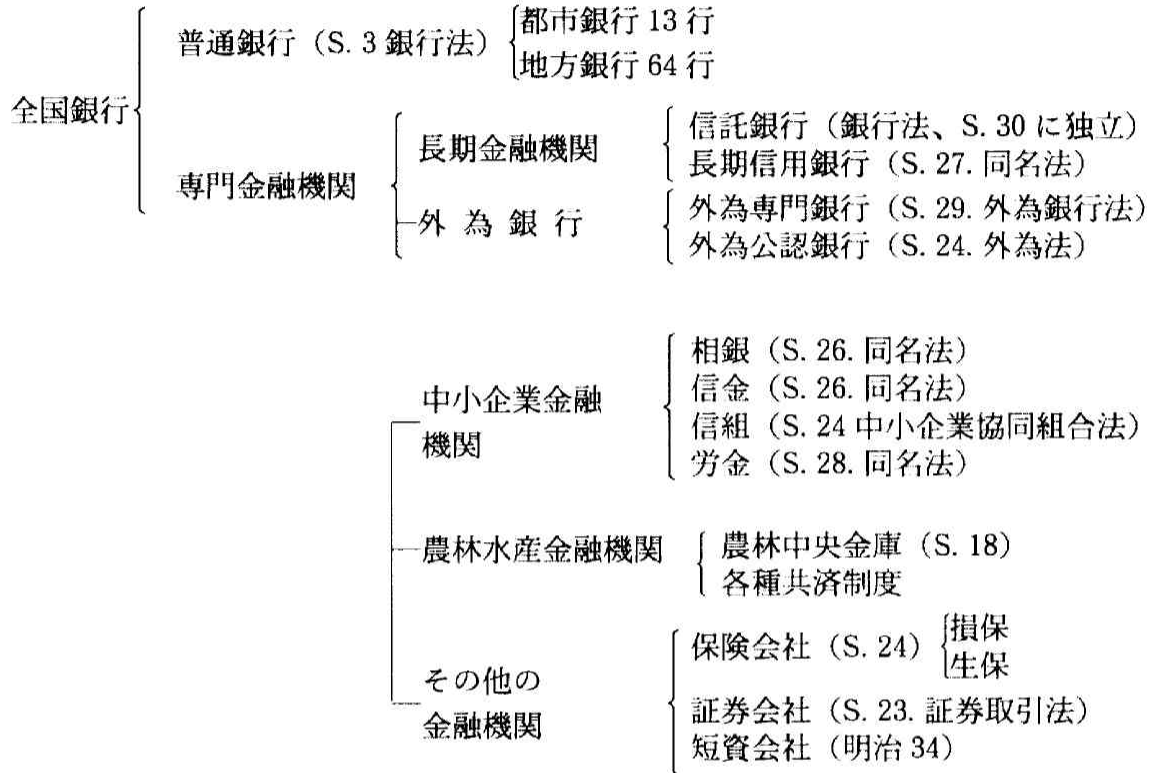 全国銀行
普通銀行（S. 3 銀行法）
都市銀行 13 行
地方銀行 64 行
専門金融機関
長期金融機関
信託銀行（銀行法、S. 30 に独立）
長期信用銀行（S. 27. 同名法）
外為銀行
外為専門銀行（S. 29. 外為銀行法）
外為公認銀行（S. 24. 外為法）
中小企業金融
機関
相銀（S. 26. 同名法）
信金（S. 26. 同名法）
信組（S. 24 中小企業協同組合法）
労金（S. 28. 同名法）
農林水産金融機関
農林中央金庫（S. 18）
各種共済制度
その他の
金融機関
保険会社（S. 24）
損保
生保
証券会社（S. 23. 証券取引法）
短資会社（明治 34）